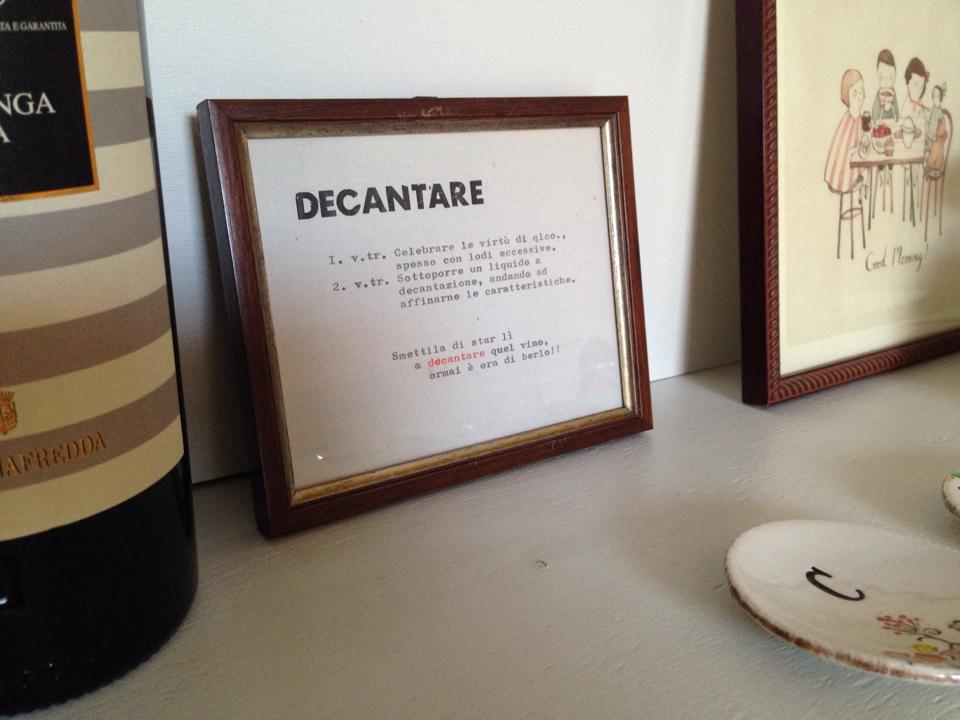 TA E GARANTITA
NGA
A
AFREDDA
DECANTARE
1. v.tr. Celebrare le virtù di qlco.,
spesso con lodi eccessive.
2. v.tr. Sottoporre un liquido a
decantazione, andando ad
affinarne le caratteristiche.
Smettila di star lì
a decantare quel vino,
ormai è ora di berlo!!
Good Morning!
C